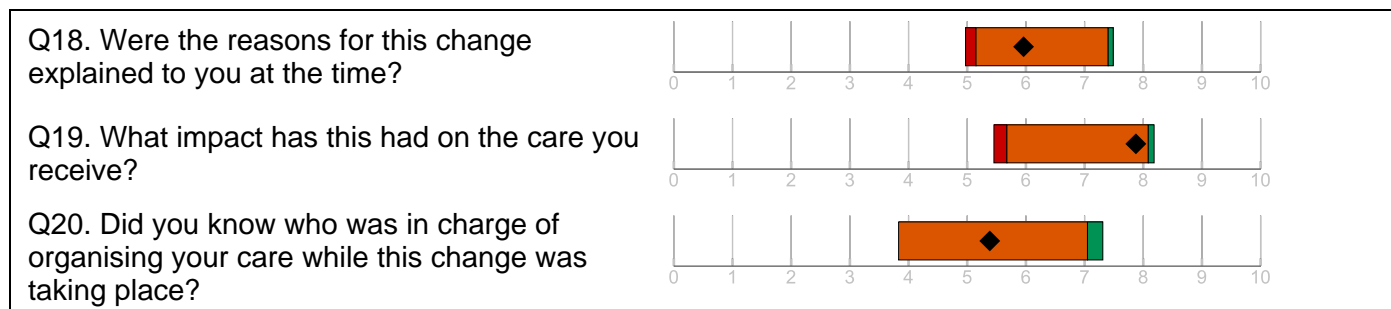 Q18. Were the reasons for this change
explained to you at the time?
0 1 2 3 4 5 6 7 8 9 10
Q19. What impact has this had on the care you
receive?
0 1 2 3 4 5 6 7 8 9 10
Q20. Did you know who was in charge of
organising your care while this change was
taking place?
0 1 2 3 4 5 6 7 8 9 10